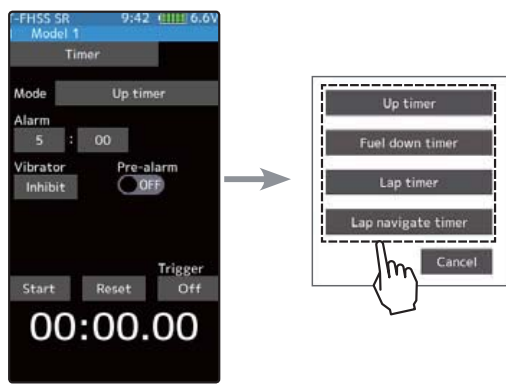 T-FHSS SR 9:42 6.6V
Model 1
Timer
Mode Up timer
Alarm
5 : 00
Vibrator Pre-alarm
Inhibit OFF
Trigger
Start Reset Off
00:00.00
Up timer
Fuel down timer
Lap timer
Lap navigate timer
Cancel